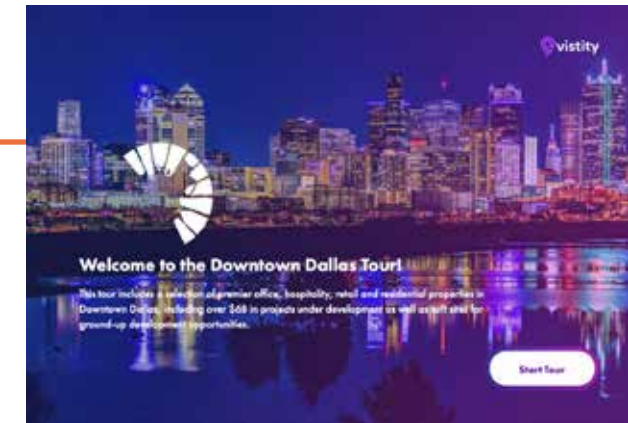 vistity
Welcome to the Downtown Dallas Tour!
This tour includes a selection of premier office, hospitality, retail and residential properties in
Downtown Dallas, including over $6B in projects under development as well as soft sites for
ground-up development opportunities.
Start Tour